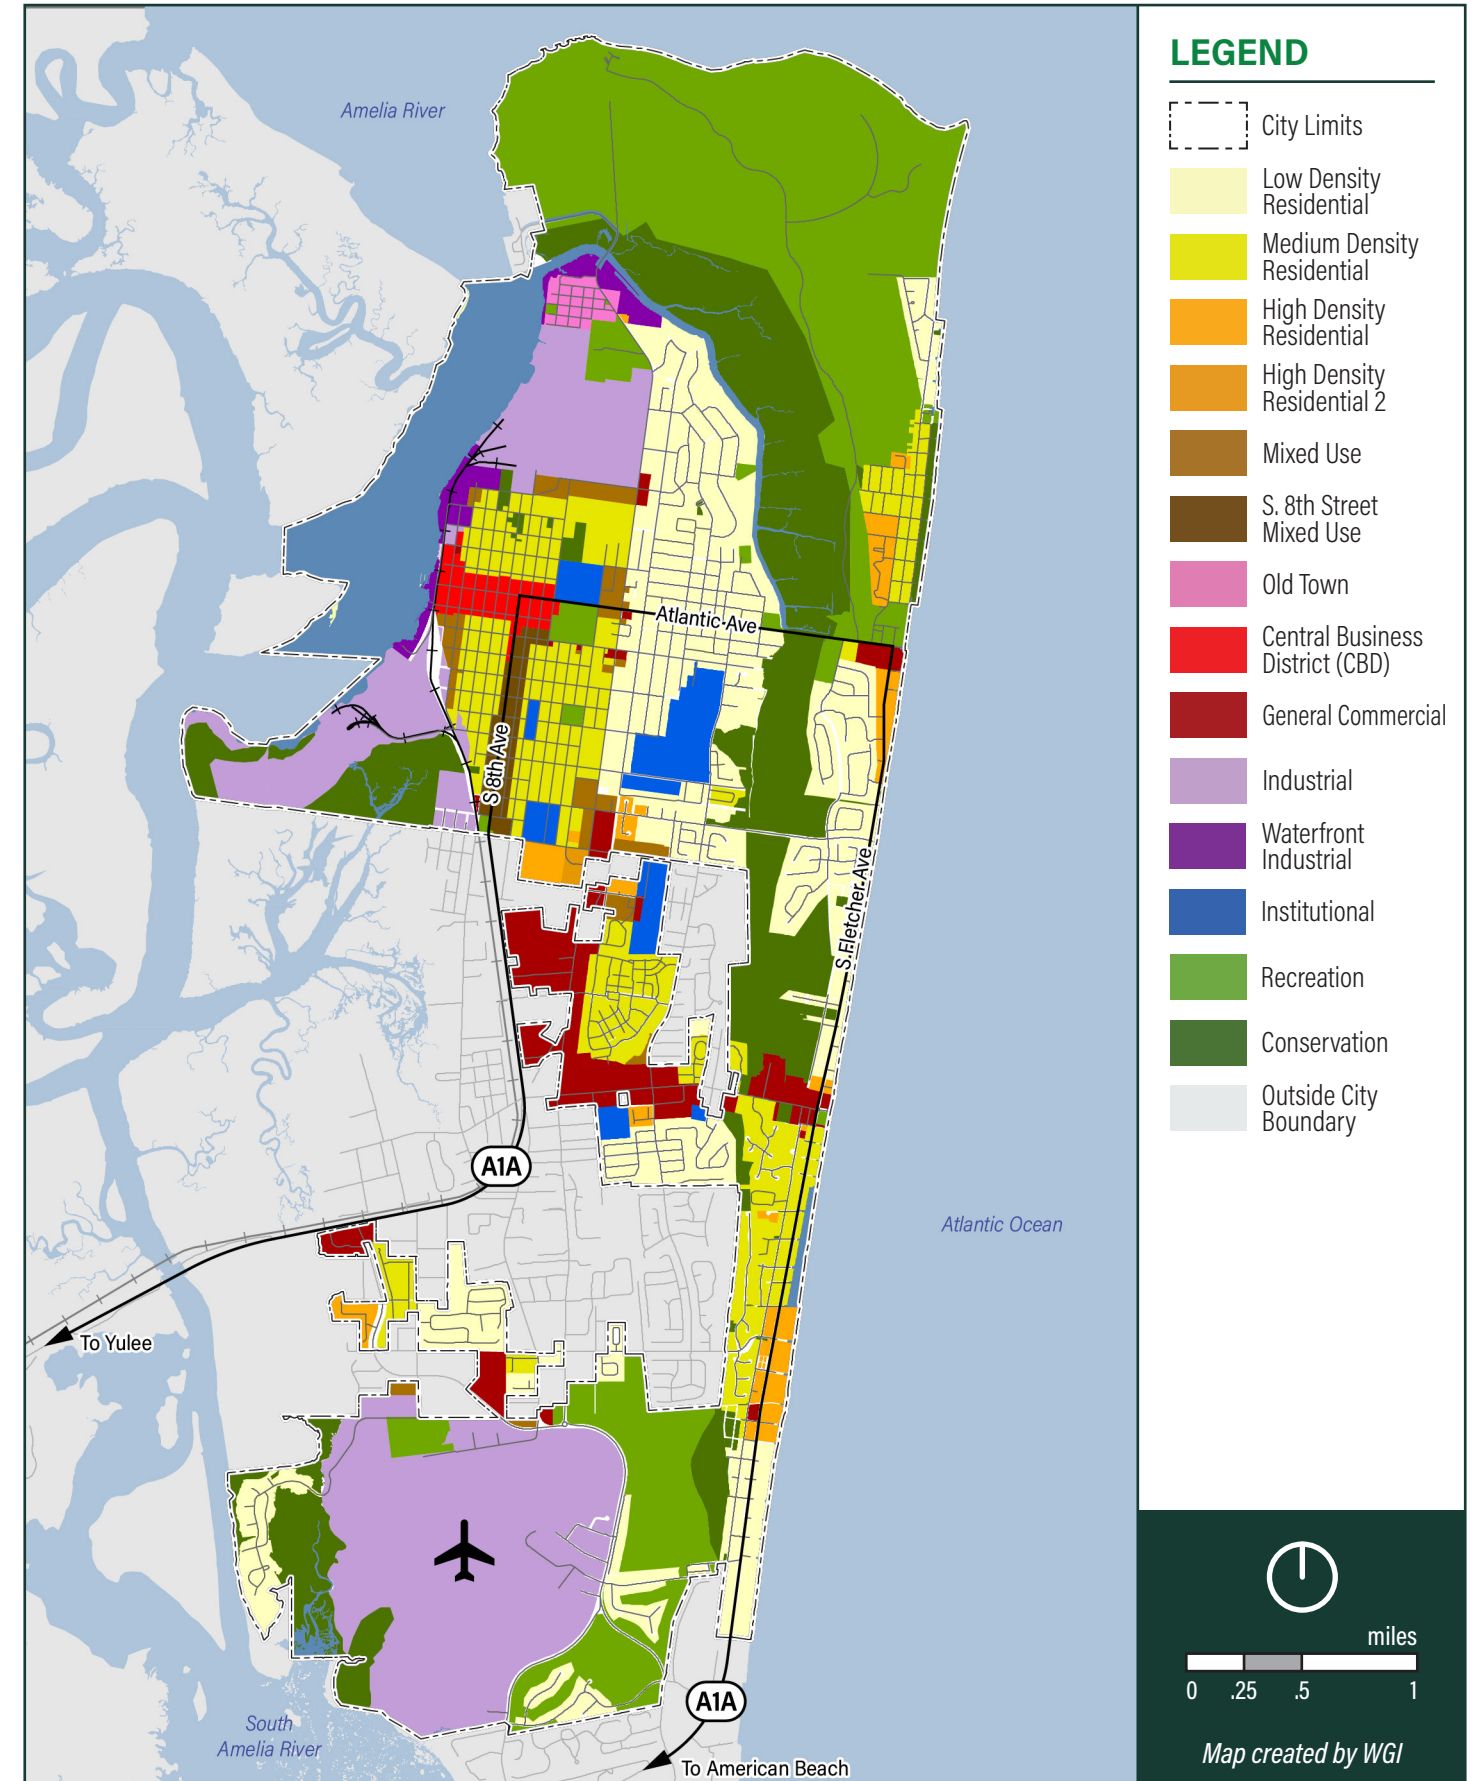 Amelia River
Atlantic Ave
S 8th Ave
S.Fletcher Ave
A1A
Atlantic Ocean
To Yulee
A1A
South
Amelia River
To American Beach
LEGEND
City Limits
Low Density
Residential
Medium Density
Residential
High Density
Residential
High Density
Residential 2
Mixed Use
S. 8th Street
Mixed Use
Old Town
Central Business
District (CBD)
General Commercial
Industrial
Waterfront
Industrial
Institutional
Recreation
Conservation
Outside City
Boundary
miles
0 .25 .5 1
Map created by WGI